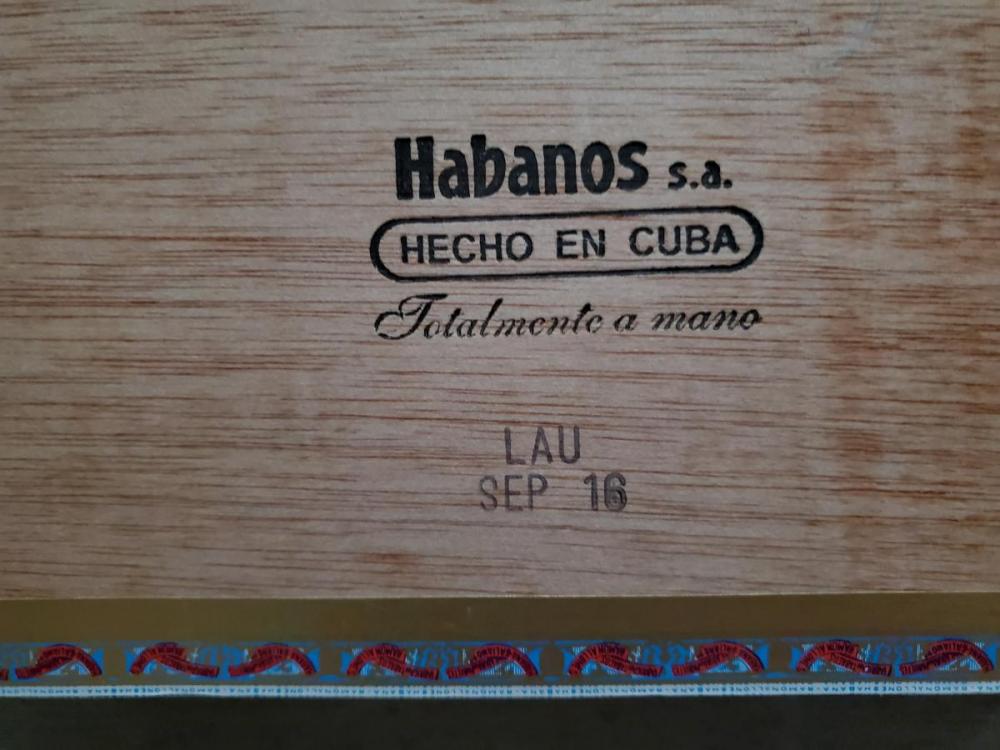 Habanos s.a.
HECHO EN CUBA
Totalmente a mano
LAU
SEP 16